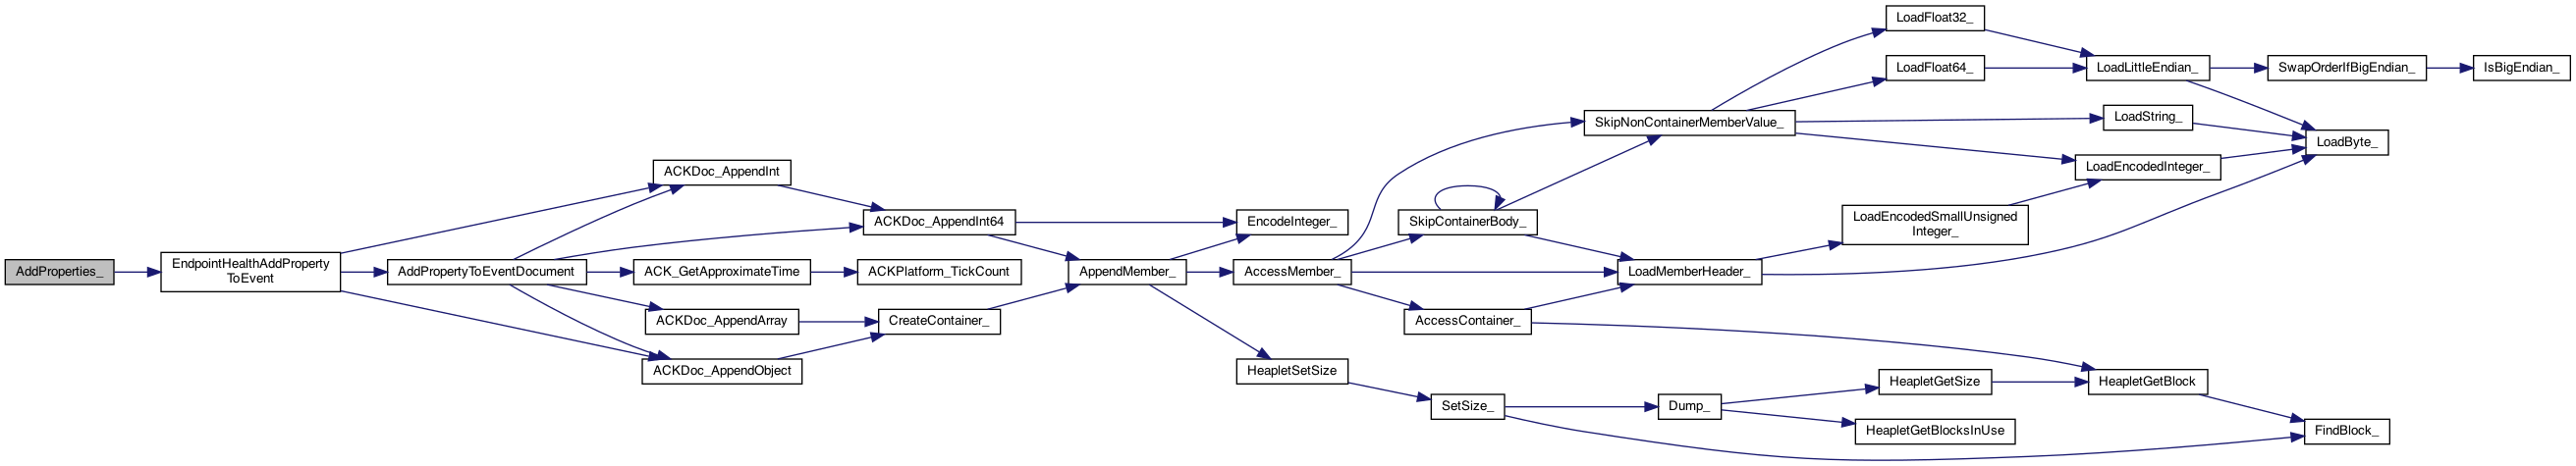 AddProperties_
EndpointHealthAddProperty
ToEvent
ACKDoc_AppendInt
AddPropertyToEventDocument
ACKDoc_AppendInt64
ACK_GetApproximateTime
ACKPlatform_TickCount
ACKDoc_AppendArray
CreateContainer_
ACKDoc_AppendObject
AppendMember_
EncodeInteger_
AccessMember_
HeapletSetSize
SkipContainerBody_
AccessContainer_
SetSize_
SkipNonContainerMemberValue_
LoadMemberHeader_
Dump_
LoadFloat32_
LoadFloat64_
LoadEncodedSmallUnsigned
Integer_
HeapletGetSize
HeapletGetBlocksInUse
LoadLittleEndian_
LoadString_
LoadEncodedInteger_
HeapletGetBlock
SwapOrderIfBigEndian_
LoadByte_
FindBlock_
IsBigEndian_